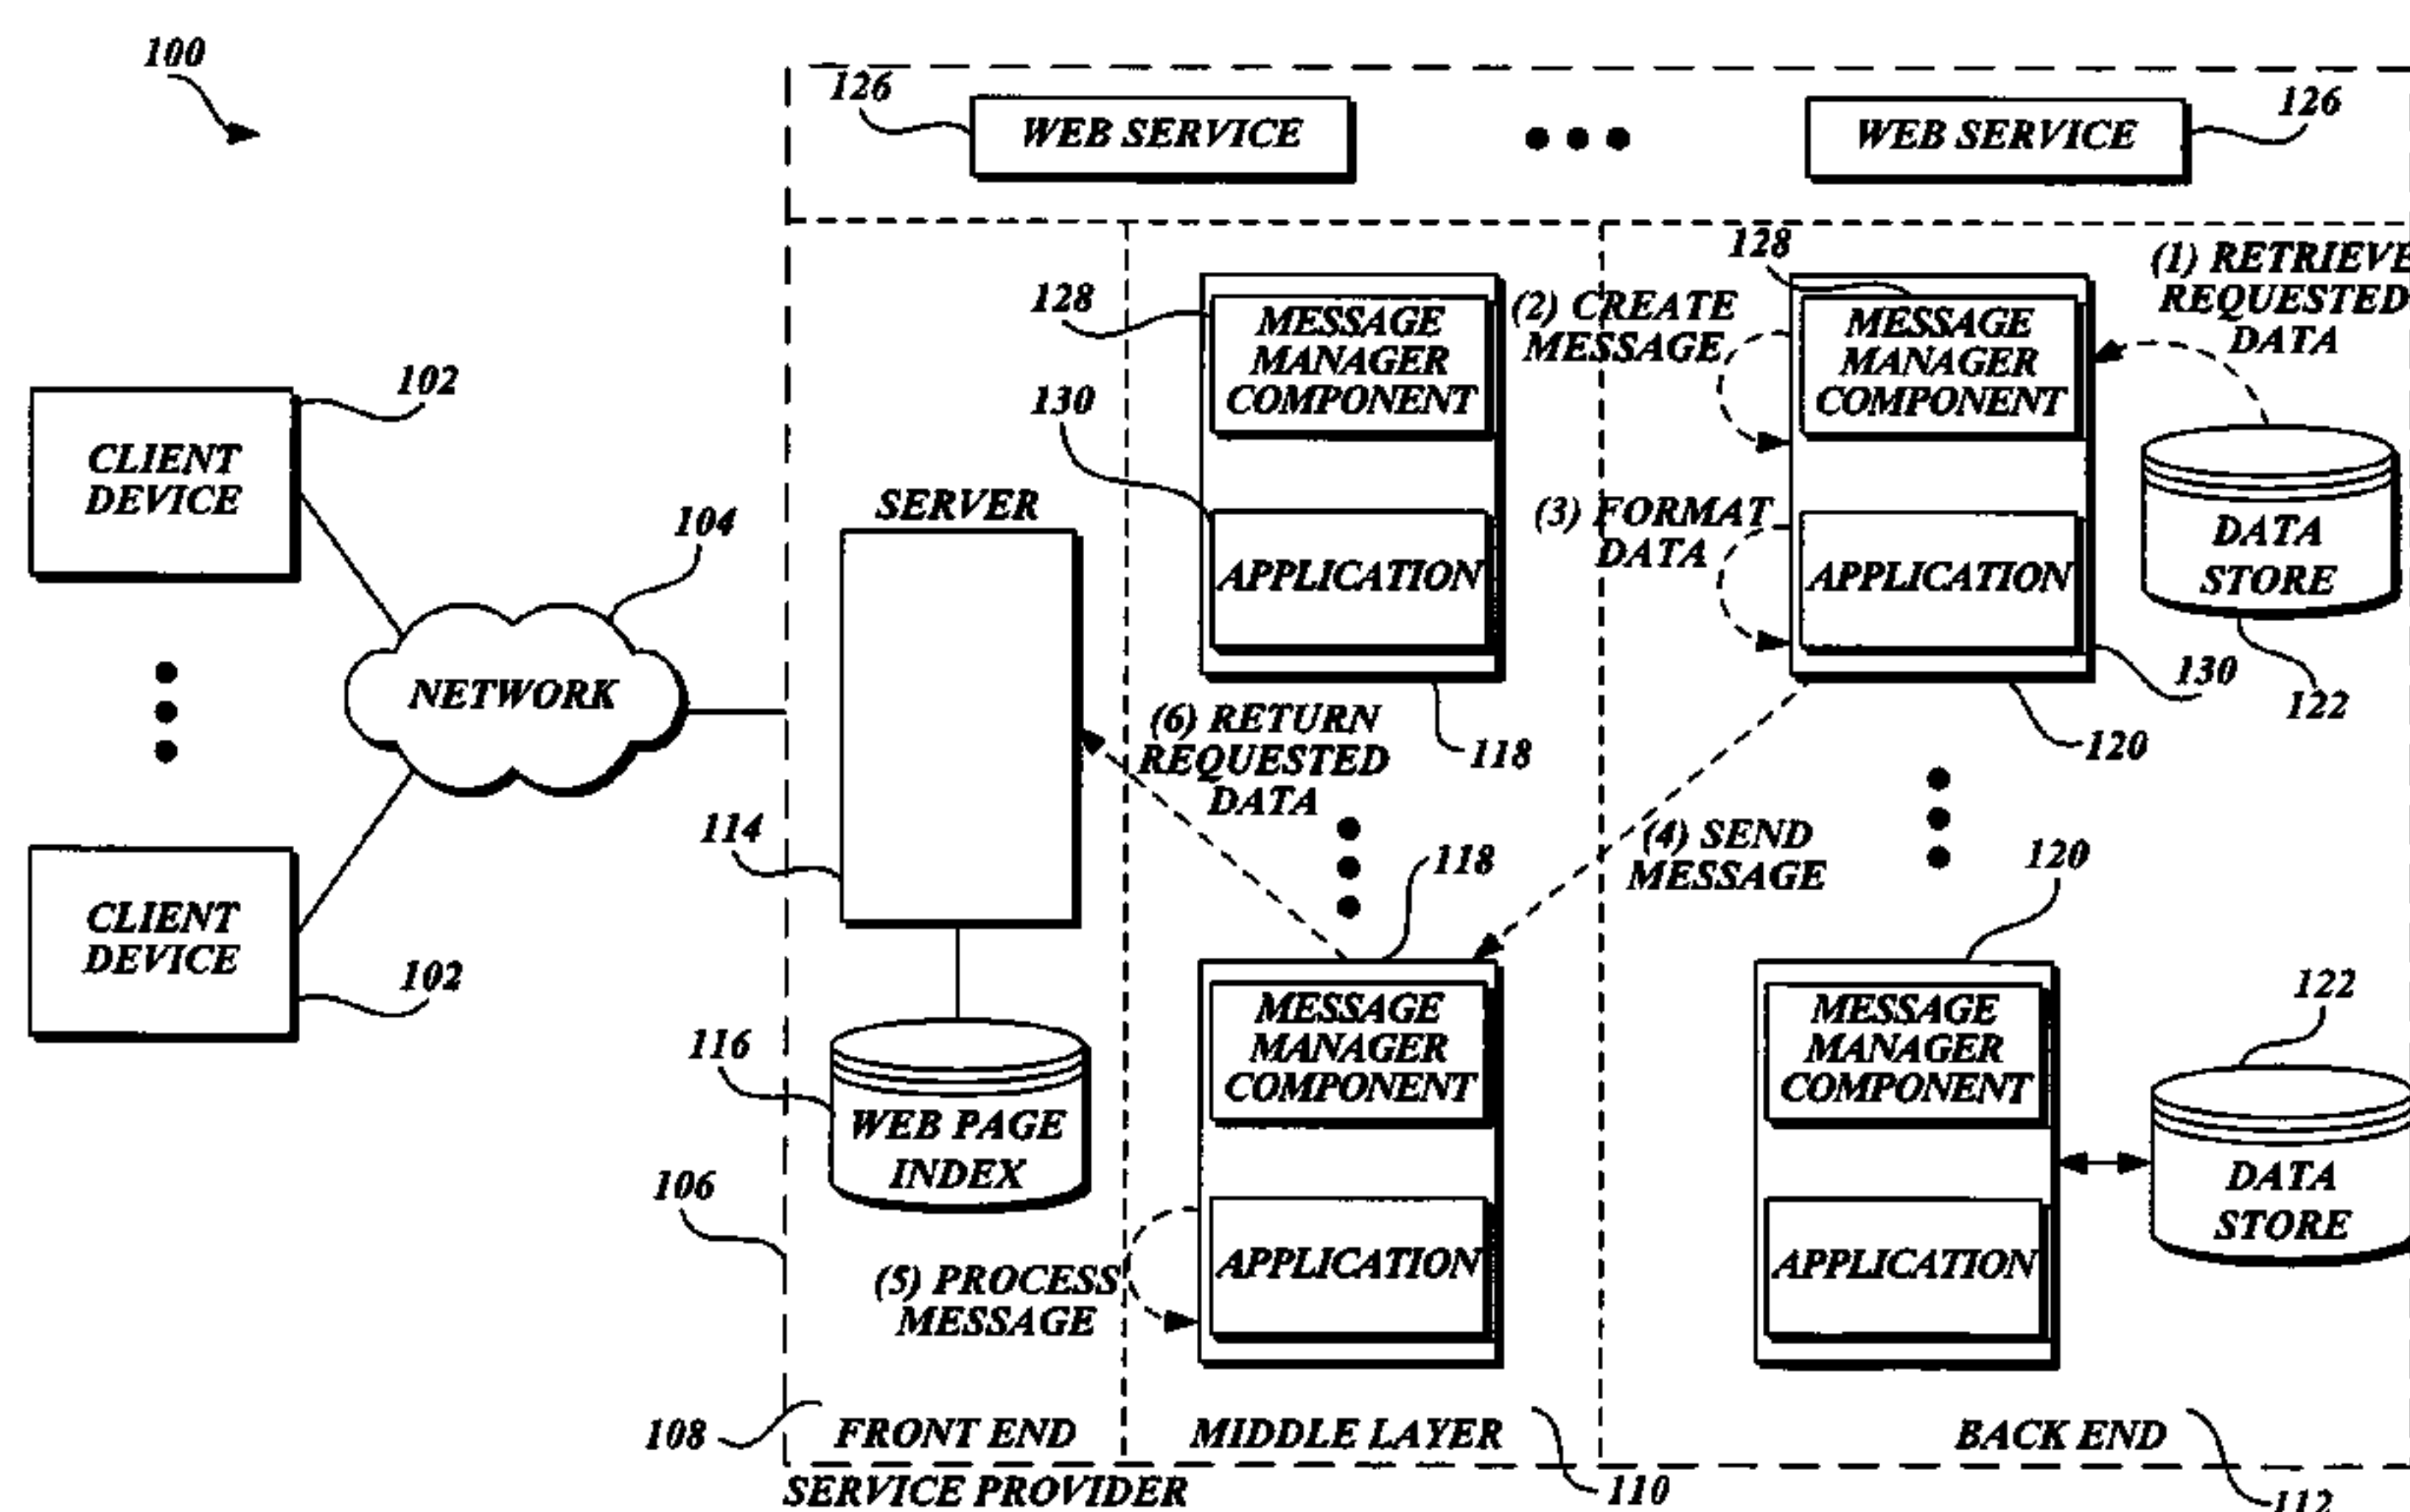 100
126
WEB SERVICE
WEB SERVICE
126
128
MESSAGE
MANAGER
COMPONENT
130
APPLICATION
118
(2) CREATE
MESSAGE
128
MESSAGE
MANAGER
COMPONENT
(1) RETRIEVE
REQUESTED
DATA
(3) FORMAT
DATA
APPLICATION
DATA
STORE
130
122
120
102
CLIENT
DEVICE
104
NETWORK
SERVER
114
(6) RETURN
REQUESTED
DATA
(4) SEND
MESSAGE
118
120
CLIENT
DEVICE
102
116
WEB PAGE
INDEX
106
MESSAGE
MANAGER
COMPONENT
APPLICATION
(5) PROCESS
MESSAGE
MESSAGE
MANAGER
COMPONENT
APPLICATION
122
DATA
STORE
108
FRONT END
MIDDLE LAYER
BACK END
SERVICE PROVIDER
110
112